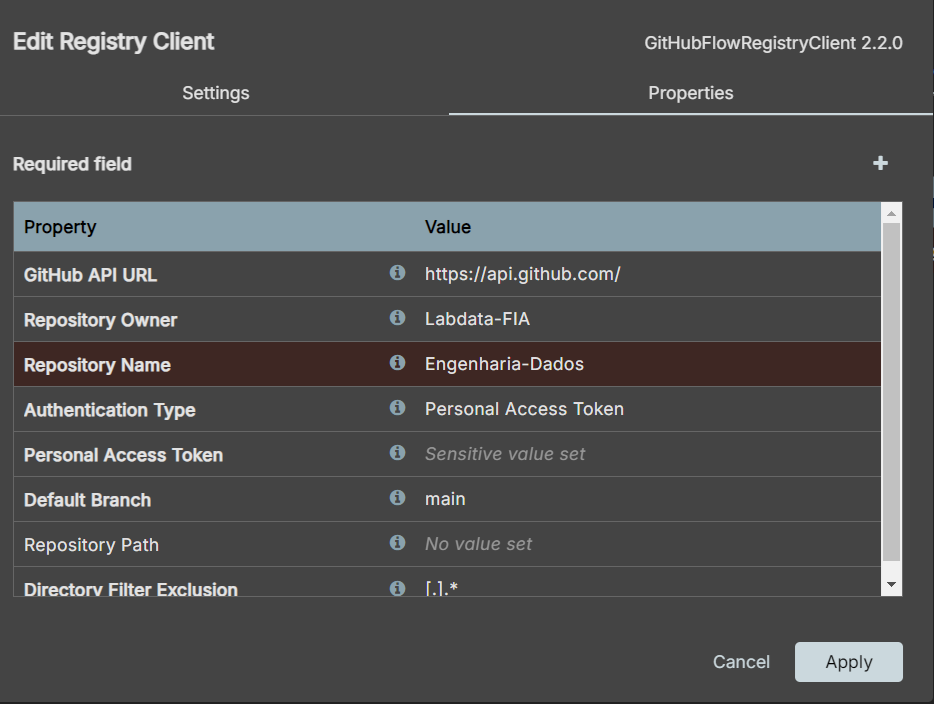 Edit Registry Client
GitHubFlowRegistryClient 2.2.0
Settings
Properties
Required field
Property
Value
GitHub API URL
https://api.github.com/
Repository Owner
Labdata-FIA
Repository Name
Engenharia-Dados
Authentication Type
Personal Access Token
Personal Access Token
Sensitive value set
Default Branch
main
Repository Path
No value set
Directory Filter Exclusion
[.].*
Cancel
Apply